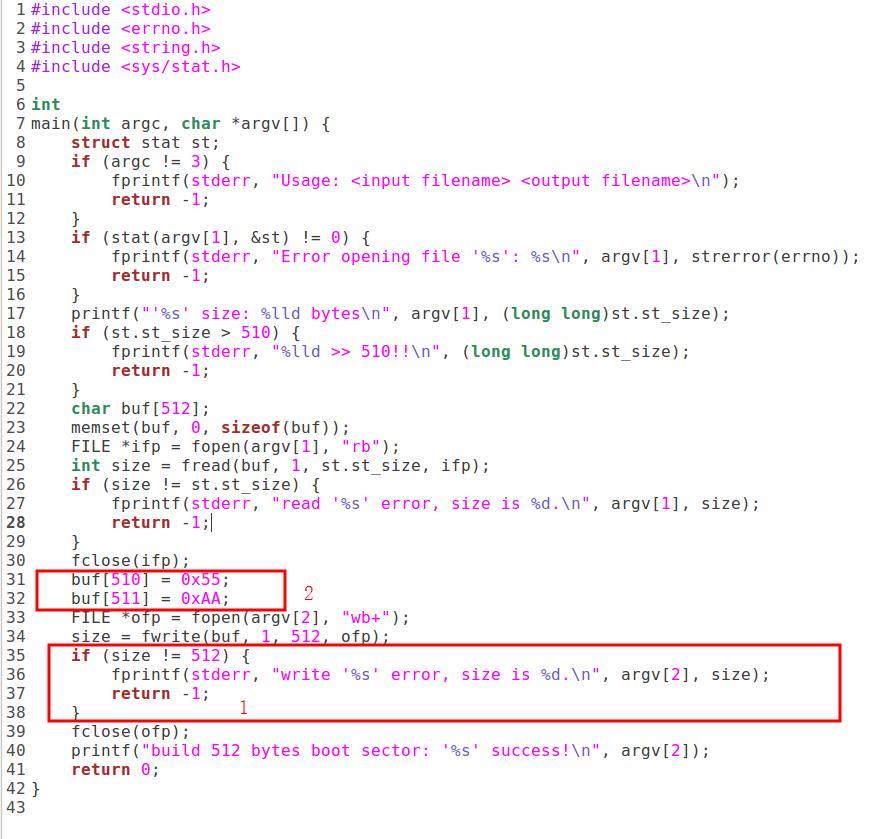 1 #include <stdio.h>
2 #include <errno.h>
3 #include <string.h>
4 #include <sys/stat.h>
5
6 int
7 main(int argc, char *argv[]) {
8     struct stat st;
9     if (argc != 3) {
10         fprintf(stderr, "Usage: <input filename> <output filename>\n");
11         return -1;
12     }
13     if (stat(argv[1], &st) != 0) {
14         fprintf(stderr, "Error opening file '%s': %s\n", argv[1], strerror(errno));
15         return -1;
16     }
17     printf("'%s' size: %lld bytes\n", argv[1], (long long)st.st_size);
18     if (st.st_size > 510) {
19         fprintf(stderr, "%lld >> 510!!\n", (long long)st.st_size);
20         return -1;
21     }
22     char buf[512];
23     memset(buf, 0, sizeof(buf));
24     FILE *ifp = fopen(argv[1], "rb");
25     int size = fread(buf, 1, st.st_size, ifp);
26     if (size != st.st_size) {
27         fprintf(stderr, "read '%s' error, size is %d.\n", argv[1], size);
28         return -1;
29     }
30     fclose(ifp);
31     buf[510] = 0x55;
32     buf[511] = 0xAA; 2
33     FILE *ofp = fopen(argv[2], "wb+");
34     size = fwrite(buf, 1, 512, ofp);
35     if (size != 512) {
36         fprintf(stderr, "write '%s' error, size is %d.\n", argv[2], size);
37         return -1;
38     } 1
39     fclose(ofp);
40     printf("build 512 bytes boot sector: '%s' success!\n", argv[2]);
41     return 0;
42 }
43